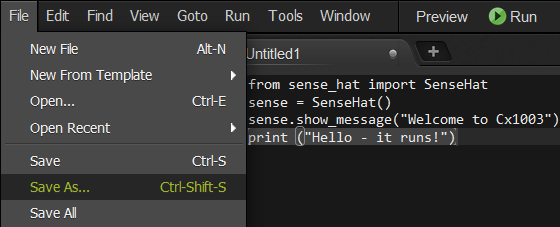 File Edit Find View Goto Run Tools Window Preview Run
New File Alt-N
New From Template
Open... Ctrl-E
Open Recent
Save Ctrl-S
Save As... Ctrl-Shift-S
Save All
Untitled1
from sense_hat import SenseHat
sense = SenseHat()
sense.show_message("Welcome to Cx1003")
print ("Hello - it runs!")